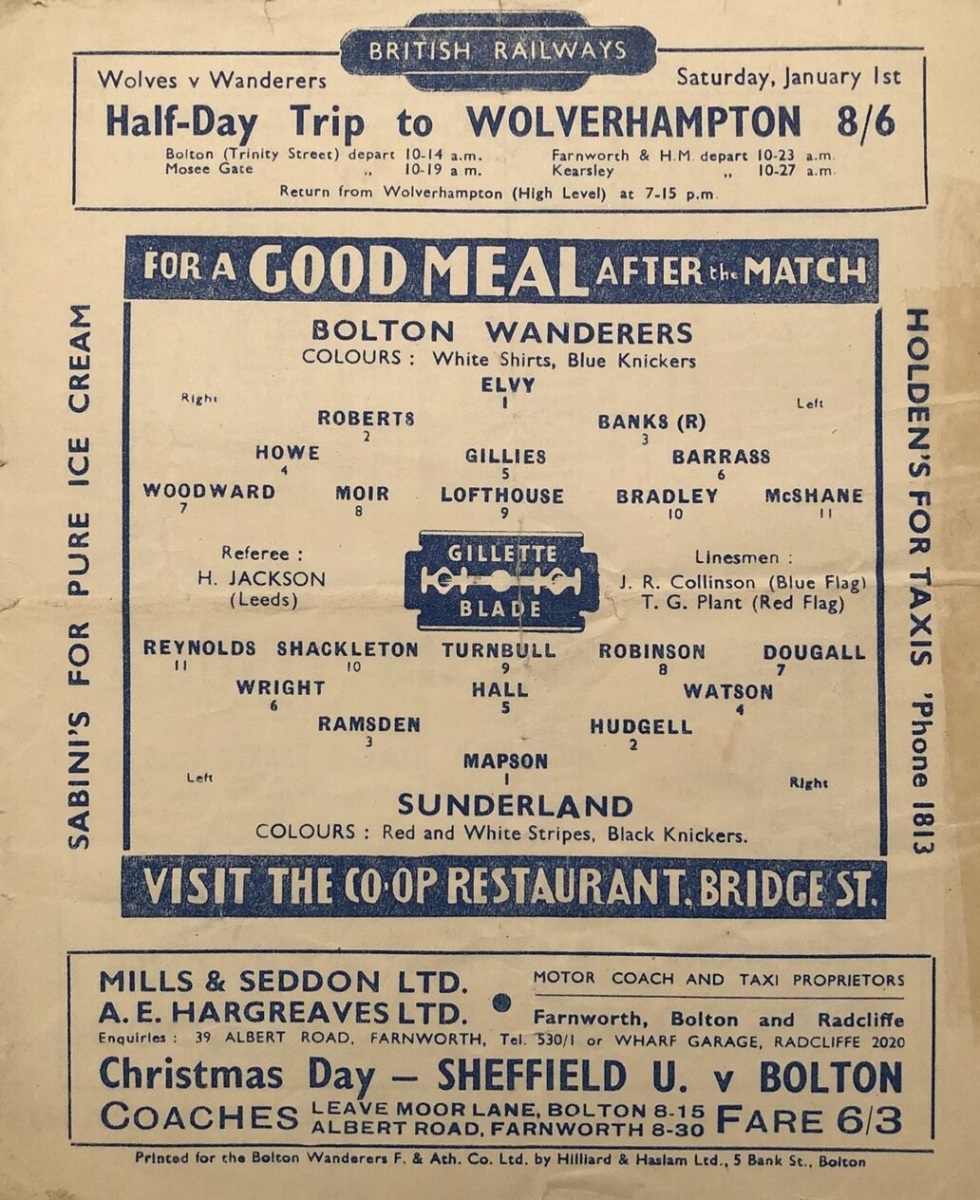 BRITISH RAILWAYS
Wolves v Wanderers Saturday, January 1st
Half-Day Trip to WOLVERHAMPTON 8/6
Bolton (Trinity Street) depart 10-14 a.m. Farnworth & H.M. depart 10-23 a.m.
Moses Gate ,, 10-19 a m. Kearsley ,, 10-27 a.m.
Return from Wolverhampton (High Level) at 7-15 p.m.
FOR A GOOD MEAL AFTER the MATCH
SABINI'S FOR PURE ICE CREAM
HOLDEN'S FOR TAXIS 'Phone 1813
BOLTON WANDERERS
COLOURS : White Shirts, Blue Knickers
ELVY
1
Right Left
ROBERTS BANKS (R)
2 3
HOWE GILLIES BARRASS
4 5 6
WOODWARD MOIR LOFTHOUSE BRADLEY McSHANE
7 8 9 10 11
Referee :
H. JACKSON
(Leeds)
GILLETTE
BLADE
Linesmen :
J. R. Collinson (Blue Flag)
T. G. Plant (Red Flag)
REYNOLDS SHACKLETON TURNBULL ROBINSON DOUGALL
11 10 9 8 7
WRIGHT HALL WATSON
6 5 4
RAMSDEN HUDGELL
3 2
MAPSON
1
Left Right
SUNDERLAND
COLOURS : Red and White Stripes, Black Knickers.
VISIT THE CO-OP RESTAURANT. BRIDGE ST.
MILLS & SEDDON LTD.
A. E. HARGREAVES LTD.
MOTOR COACH AND TAXI PROPRIETORS
Farnworth, Bolton and Radcliffe
Enquiries : 39 ALBERT ROAD, FARNWORTH, Tel. 530/1 or WHARF GARAGE, RADCLIFFE 2020
Christmas Day – SHEFFIELD U. v BOLTON
COACHES LEAVE MOOR LANE, BOLTON 8-15
ALBERT ROAD, FARNWORTH 8-30 FARE 6/3
Printed for the Bolton Wanderers F. & Ath. Co. Ltd. by Hilliard & Haslam Ltd., 5 Bank St., Bolton